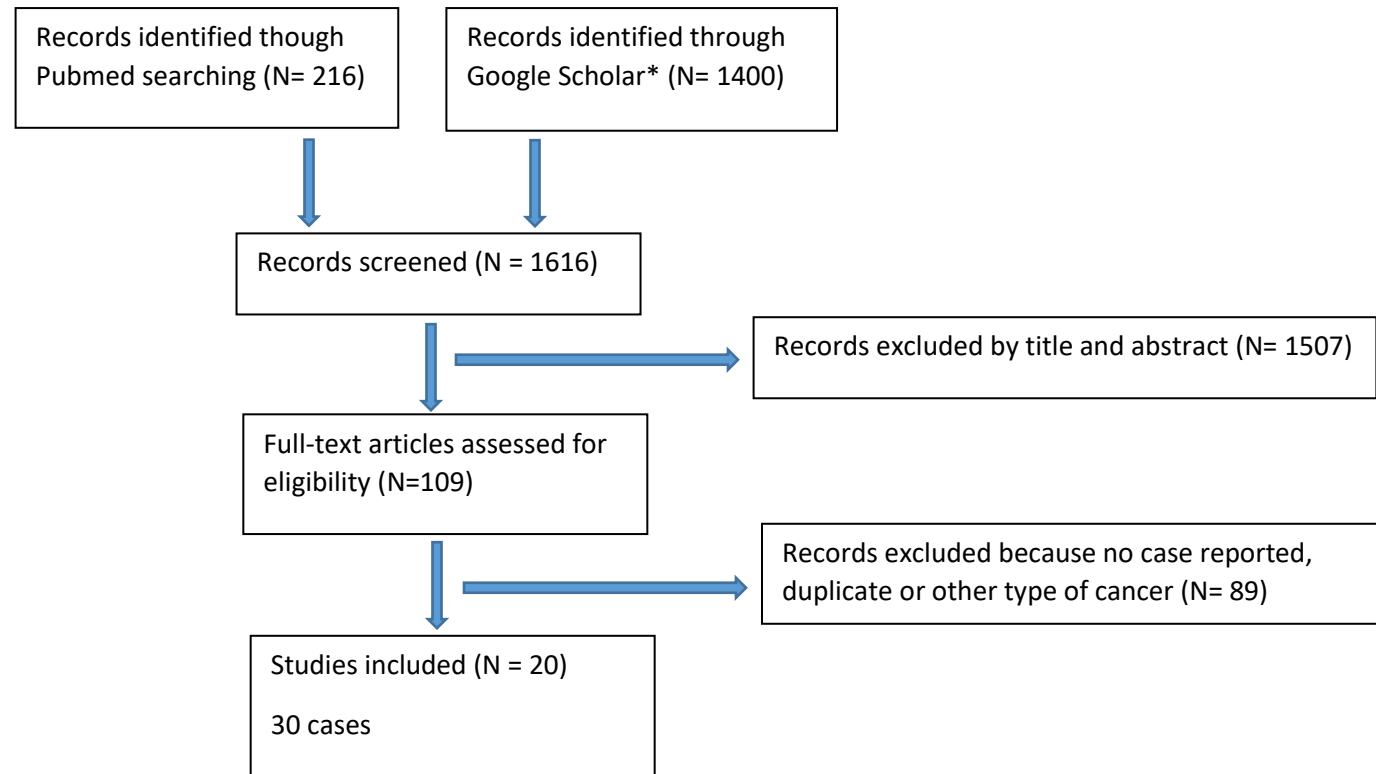 Records identified though
Pubmed searching (N= 216)
Records identified through
Google Scholar* (N= 1400)
Records screened (N = 1616)
Records excluded by title and abstract (N= 1507)
Full-text articles assessed for
eligibility (N=109)
Records excluded because no case reported,
duplicate or other type of cancer (N= 89)
Studies included (N = 20)
30 cases